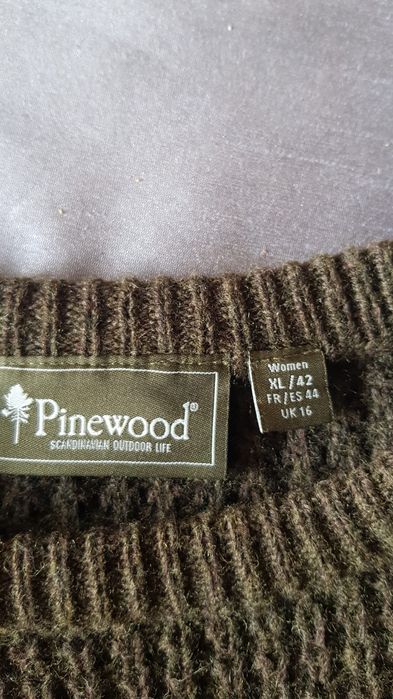 Pinewood®
SCANDINAVIAN OUTDOOR LIFE
Women
XL/42
FR/ES 44
UK 16